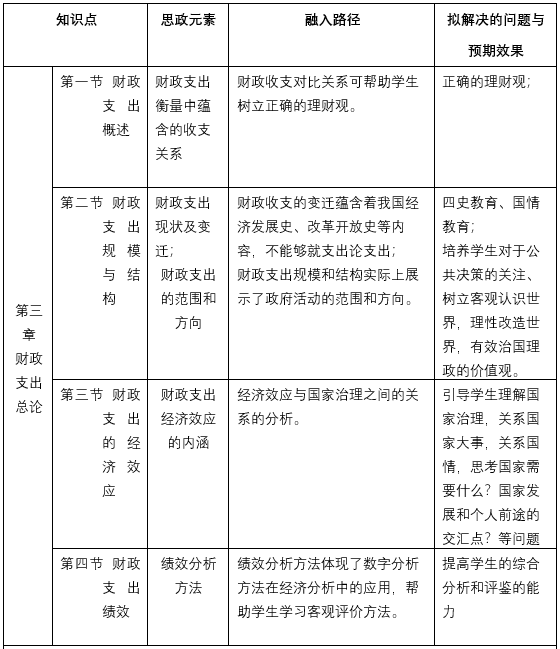 知识点
思政元素
融入路径
拟解决的问题与
预期效果
第三
章
财政
支出
总论
第一节 财政
支出
概述
财政支出
衡量中蕴
含的收支
关系
财政收支对比关系可帮助学生
树立正确的理财观。
正确的理财观；
第二节 财政
支出
规模
与结
构
财政支出
现状及变
迁；
财政支出
的范围和
方向
财政收支的变迁蕴含着我国经
济发展史、改革开放史等内
容，不能够就支出论支出；
财政支出规模和结构实际上展
示了政府活动的范围和方向。
四史教育、国情
教育；
培养学生对于公
共决策的关注、
树立客观认识世
界，理性改造世
界，有效治国理
政的价值观。
第三节 财政
支出
的经
济效
应
财政支出
经济效应
的内涵
经济效应与国家治理之间的关
系的分析。
引导学生理解国
家治理，关系国
家大事，关系国
情，思考国家需
要什么？国家发
展和个人前途的
交汇点？等问题
第四节 财政
支出
绩效
绩效分析
方法
绩效分析方法体现了数字分析
方法在经济分析中的应用，帮
助学生学习客观评价方法。
提高学生的综合
分析和评鉴的能
力